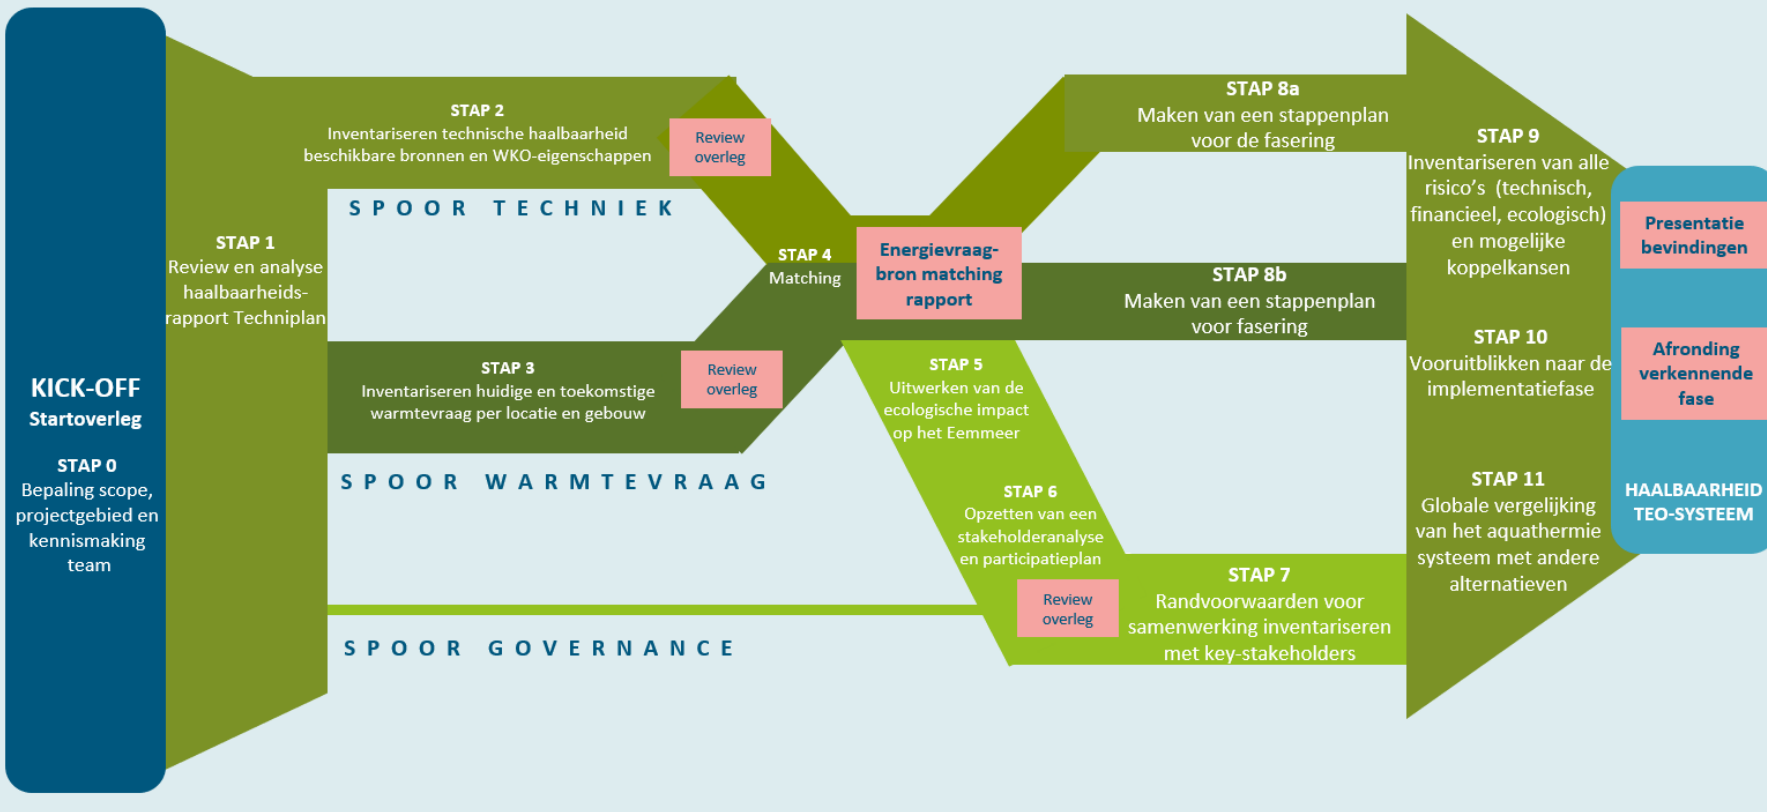 KICK-OFF
Startoverleg
STAP 0
Bepaling scope,
projectgebied en
kennismaking
team
STAP 1
Review en analyse
haalbaarheids-
rapport Techniplan
STAP 2
Inventariseren technische haalbaarheid
beschikbare bronnen en WKO-eigenschappen
Review
overleg
SPOOR TECHNIEK
STAP 3
Inventariseren huidige en toekomstige
warmtevraag per locatie en gebouw
Review
overleg
SPOOR WARMTEVRAAG
SPOOR GOVERNANCE
STAP 4
Matching
Energievraag-
bron matching
rapport
STAP 5
Uitwerken van de
ecologische impact
op het Eemmeer
STAP 6
Opzetten van een
stakeholderanalyse
en participatieplan
Review
overleg
STAP 7
Randvoorwaarden voor
samenwerking inventariseren
met key-stakeholders
STAP 8a
Maken van een stappenplan
voor de fasering
STAP 8b
Maken van een stappenplan
voor fasering
STAP 9
Inventariseren van alle
risico's (technisch,
financieel, ecologisch)
en mogelijke
koppelkansen
STAP 10
Vooruitblikken naar de
implementatiefase
STAP 11
Globale vergelijking
van het aquathermie
systeem met andere
alternatieven
Presentatie
bevindingen
Afronding
verkennende
fase
HAALBAARHEID
TEO-SYSTEEM